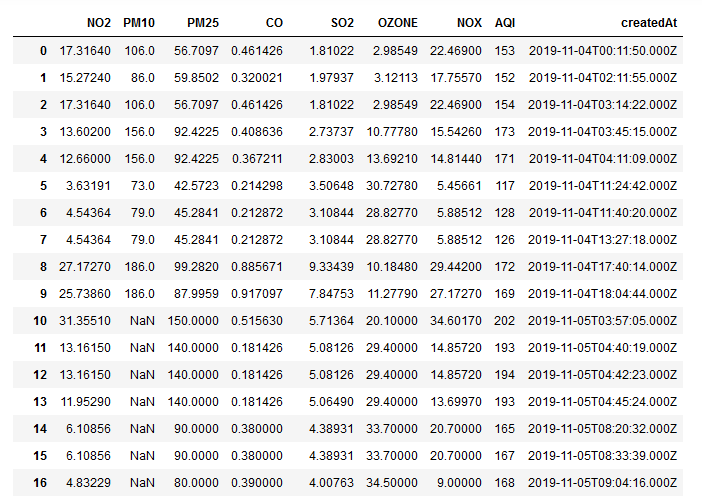 NO2 PM10 PM25 CO SO2 OZONE NOX AQI createdAt
0 17.31640 106.0 56.7097 0.461426 1.81022 2.98549 22.46900 153 2019-11-04T00:11:50.000Z
1 15.27240 86.0 59.8502 0.320021 1.97937 3.12113 17.75570 152 2019-11-04T02:11:55.000Z
2 17.31640 106.0 56.7097 0.461426 1.81022 2.98549 22.46900 154 2019-11-04T03:14:22.000Z
3 13.60200 156.0 92.4225 0.408636 2.73737 10.77780 15.54260 173 2019-11-04T03:45:15.000Z
4 12.66000 156.0 92.4225 0.367211 2.83003 13.69210 14.81440 171 2019-11-04T04:11:09.000Z
5 3.63191 73.0 42.5723 0.214298 3.50648 30.72780 5.45661 117 2019-11-04T11:24:42.000Z
6 4.54364 79.0 45.2841 0.212872 3.10844 28.82770 5.88512 128 2019-11-04T11:40:20.000Z
7 4.54364 79.0 45.2841 0.212872 3.10844 28.82770 5.88512 126 2019-11-04T13:27:18.000Z
8 27.17270 186.0 99.2820 0.885671 9.33439 10.18480 29.44200 172 2019-11-04T17:40:14.000Z
9 25.73860 186.0 87.9959 0.917097 7.84753 11.27790 27.17270 169 2019-11-04T18:04:44.000Z
10 31.35510 NaN 150.0000 0.515630 5.71364 20.10000 34.60170 202 2019-11-05T03:57:05.000Z
11 13.16150 NaN 140.0000 0.181426 5.08126 29.40000 14.85720 193 2019-11-05T04:40:19.000Z
12 13.16150 NaN 140.0000 0.181426 5.08126 29.40000 14.85720 194 2019-11-05T04:42:23.000Z
13 11.95290 NaN 140.0000 0.181426 5.06490 29.40000 13.69970 193 2019-11-05T04:45:24.000Z
14 6.10856 NaN 90.0000 0.380000 4.38931 33.70000 20.70000 165 2019-11-05T08:20:32.000Z
15 6.10856 NaN 90.0000 0.380000 4.38931 33.70000 20.70000 167 2019-11-05T08:33:39.000Z
16 4.83229 NaN 80.0000 0.390000 4.00763 34.50000 9.00000 168 2019-11-05T09:04:16.000Z